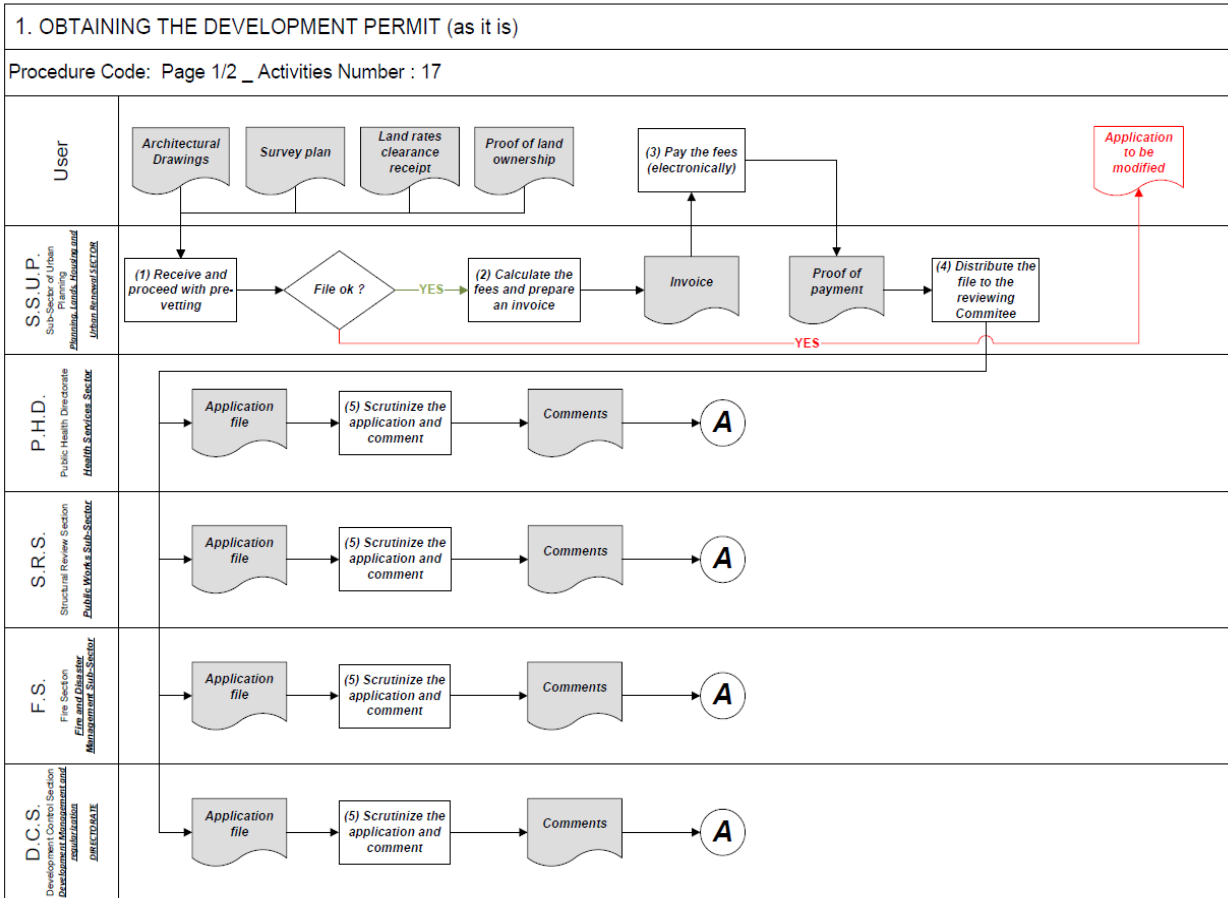 1. OBTAINING THE DEVELOPMENT PERMIT (as it is)
Procedure Code: Page 1/2 _ Activities Number : 17
User
Architectural
Drawings
Survey plan
Land rates
clearance
receipt
Proof of land
ownership
(3) Pay the fees
(electronically)
Application
to be
modified
S.S.U.P.
Sub-Sector of Urban
Planning
Planning, Lands, Housing and
Urban Renewal SECTOR
(1) Receive and
proceed with pre-
vetting
File ok ?
YES
(2) Calculate the
fees and prepare
an invoice
Invoice
Proof of
payment
(4) Distribute the
file to the
reviewing
Commitee
YES
P.H.D.
Public Health Directorate
Health Services Sector
Application
file
(5) Scrutinize the
application and
comment
Comments
A
S.R.S.
Structural Review Section
Public Works Sub-Sector
Application
file
(5) Scrutinize the
application and
comment
Comments
A
F.S.
Fire Section
Fire and Disaster
Management Sub-Sector
Application
file
(5) Scrutinize the
application and
comment
Comments
A
D.C.S.
Development Control Section
Development Management and
regularization
DIRECTORATE
Application
file
(5) Scrutinize the
application and
comment
Comments
A